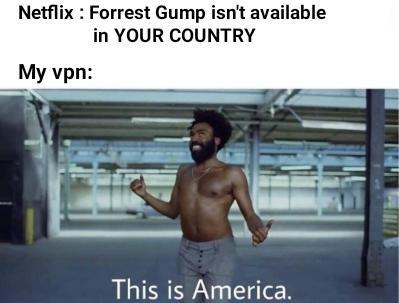 Netflix : Forrest Gump isn't available
in YOUR COUNTRY
My vpn:
This is America.